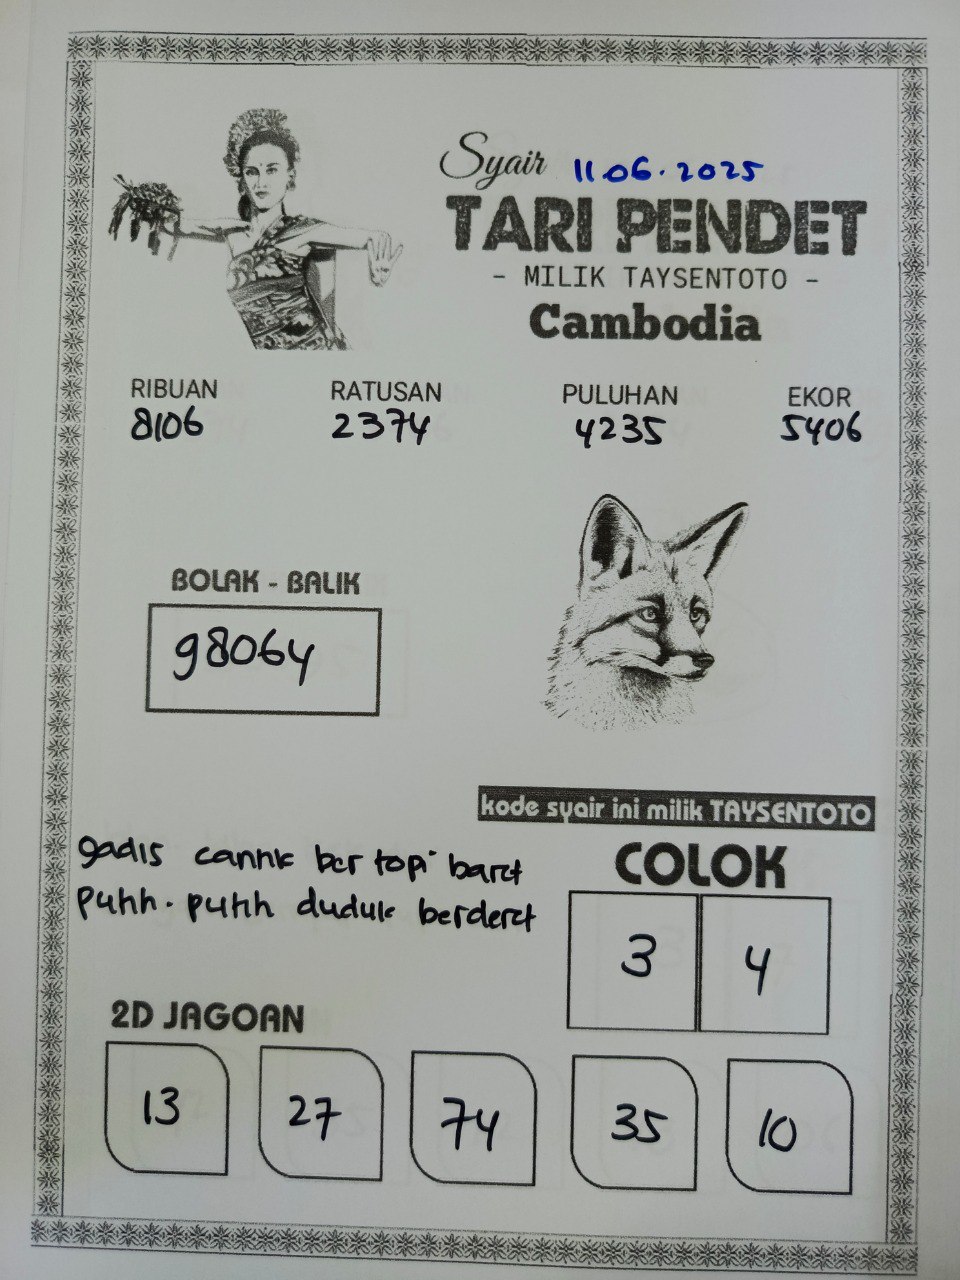 Syair 11.06.2025
TARI PENDET
- MILIK TAYSENTOTO -
Cambodia
RIBUAN RATUSAN PULUHAN EKOR
8106 2374 4235 5406
BOLAK - BALIK
98064
kode syair ini milik TAYSENTOTO
gadis cantik ber topi baret
putih. putih duduk berderet
COLOK
3 4
2D JAGOAN
13 27 74 35 10